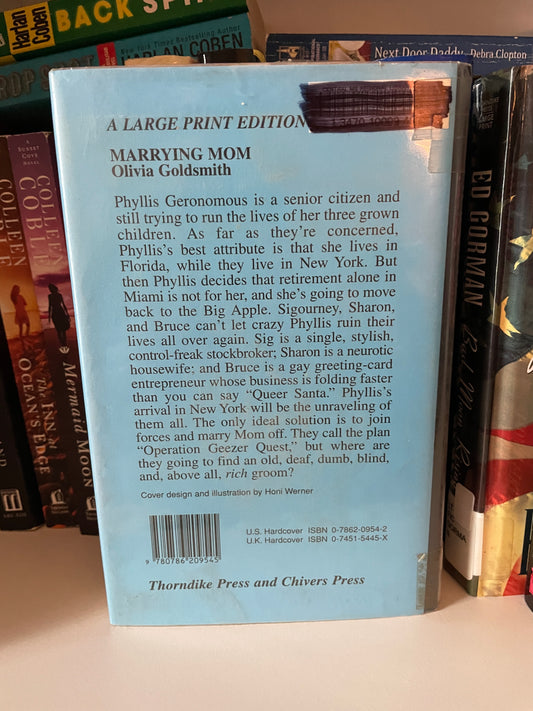 Harlan
Coben
BACK SPIN
HARLAN COBEN
Next Door Daddy
Debra Clopton
A LARGE PRINT EDITION
MARRYING MOM
Olivia Goldsmith
Phyllis Geronomous is a senior citizen and
still trying to run the lives of her three grown
children. As far as they're concerned,
Phyllis's best attribute is that she lives in
Florida, while they live in New York. But
then Phyllis decides that retirement alone in
Miami is not for her, and she's going to move
back to the Big Apple. Sigourney, Sharon,
and Bruce can't let crazy Phyllis ruin their
lives all over again. Sig is a single, stylish,
control-freak stockbroker; Sharon is a neurotic
housewife; and Bruce is a gay greeting-card
entrepreneur whose business is folding faster
than you can say "Queer Santa." Phyllis's
arrival in New York will be the unraveling of
them all. The only ideal solution is to join
forces and marry Mom off. They call the plan
"Operation Geezer Quest," but where are
they going to find an old, deaf, dumb, blind,
and, above all, rich groom?
Cover design and illustration by Honi Werner
U.S. Hardcover ISBN 0-7862-0954-2
U.K. Hardcover ISBN 0-7451-5445-X
9 780786 209545
Thorndike Press and Chivers Press
A
SUNSET
COVE
NOVEL
COLLEEN
COBLE
THE INN AT
OCEAN'S EDGE
COLLEEN
Mermaid Moon
ED GORMAN